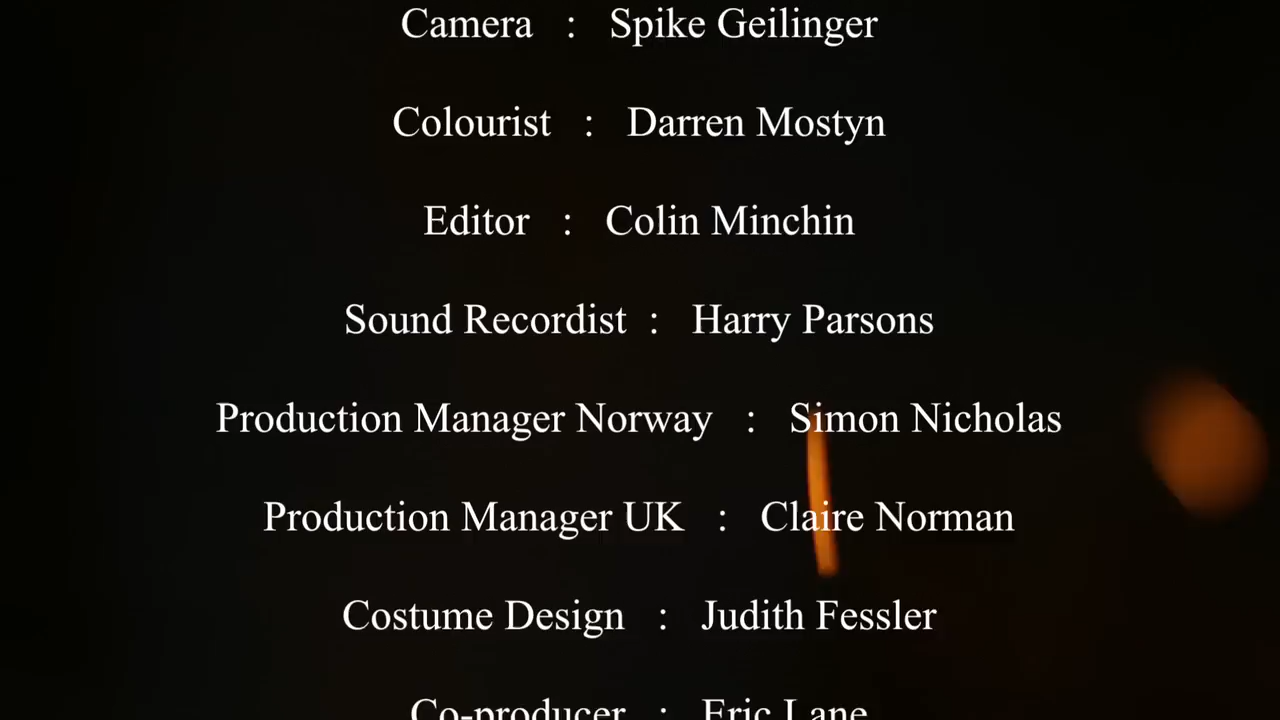 Camera : Spike Geilinger
Colourist : Darren Mostyn
Editor : Colin Minchin
Sound Recordist : Harry Parsons
Production Manager Norway : Simon Nicholas
Production Manager UK : Claire Norman
Costume Design : Judith Fessler
Co-producer : Eric Lane